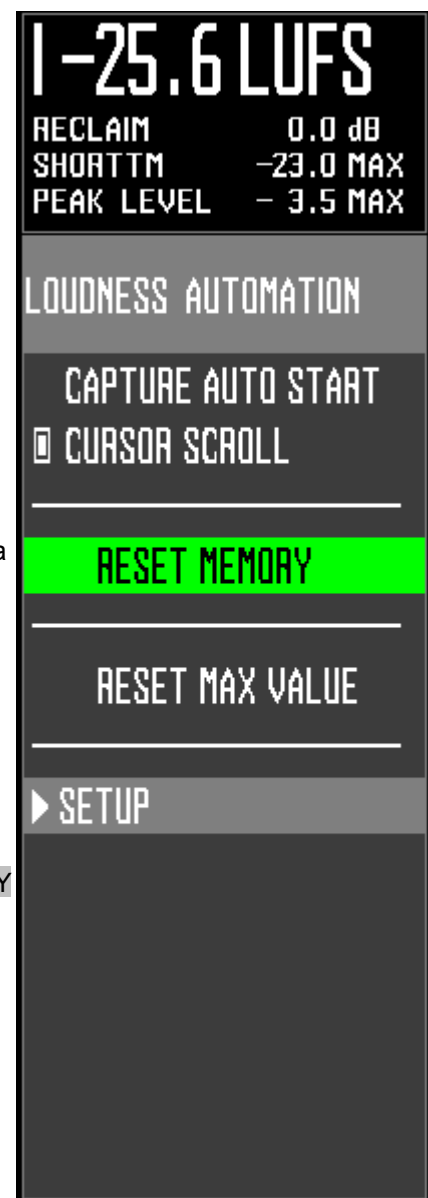 I -25.6 LUFS
RECLAIM 0.0 dB
SHORTTM -23.0 MAX
PEAK LEVEL - 3.5 MAX
LOUDNESS AUTOMATION
CAPTURE AUTO START
CURSOR SCROLL
a
RESET MEMORY
RESET MAX VALUE
SETUP
Y